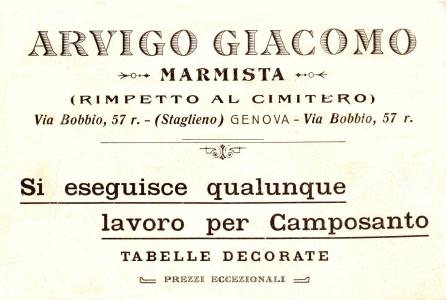 ARVIGO GIACOMO
MARMISTA
(RIMPETTO AL CIMITERO)
Via Bobbio, 57 r. - (Staglieno) GENOVA - Via Bobbio, 57 r.
Si eseguisce qualunque
lavoro per Camposanto
TABELLE DECORATE
PREZZI ECCEZIONALI